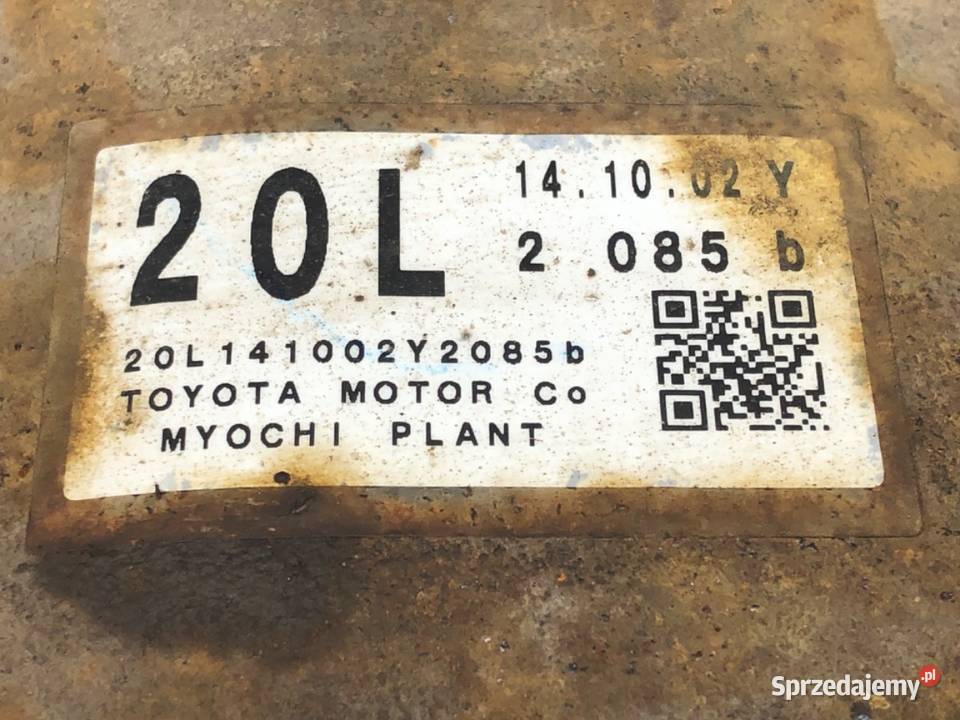 20L
14.10.02 Y
2 085 b
20L141002Y2085b
TOYOTA MOTOR Co
MYOCHI PLANT
Sprzedajemy.pl